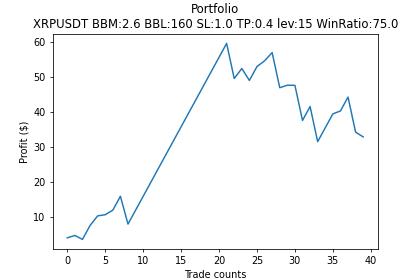 Portfolio
XRPUSDT BBM:2.6 BBL:160 SL:1.0 TP:0.4 lev:15 WinRatio:75.0
60
50
40
30
20
10
Profit ($)
0 5 10 15 20 25 30 35 40
Trade counts